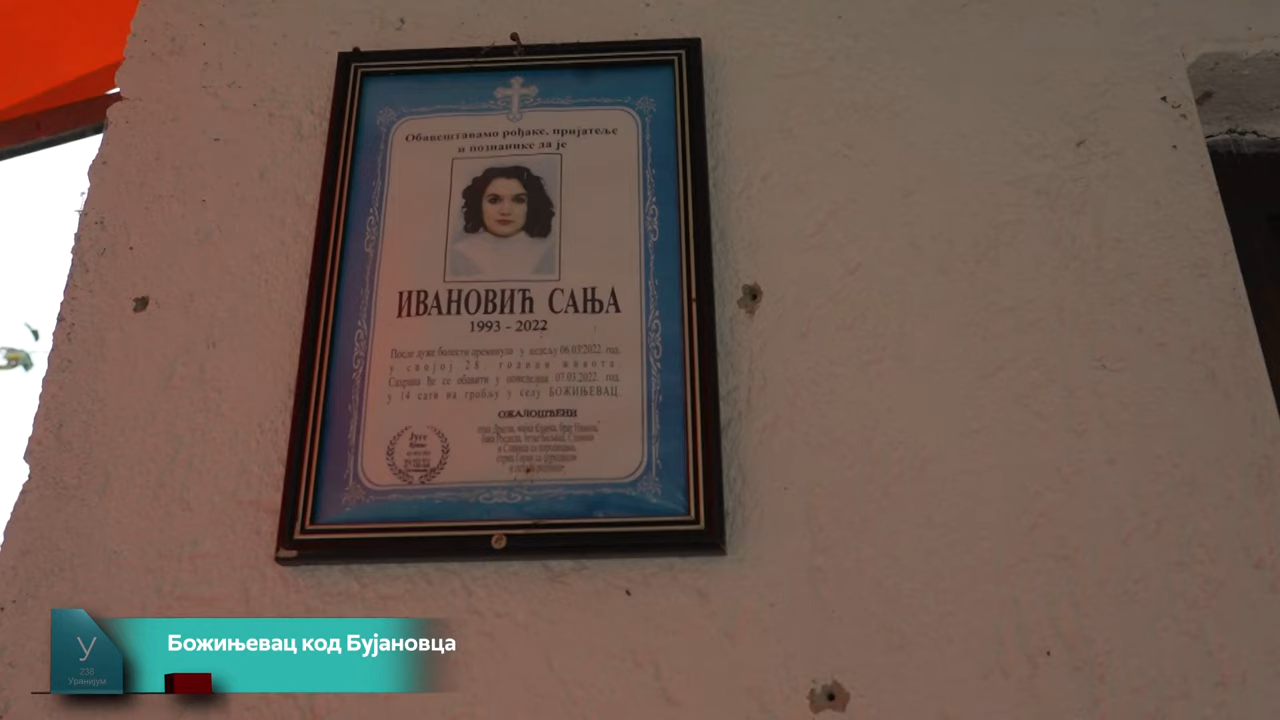 Обавештавамо рођаке, пријатеље
и познанике да је
ИВАНОВИЋ САЊА
1993 - 2022
После дуже болести преминула у недељу 06.03.2022. год.
у својој 28. години живота.
Сахрана ће се обавити у понедељак 07.03.2022. год.
у 14 сати на гробљу у селу БОЖИЊЕВАЦ
ОЖАЛОШЋЕНИ
Божињевац код Бујановца
У
238
Уранијум